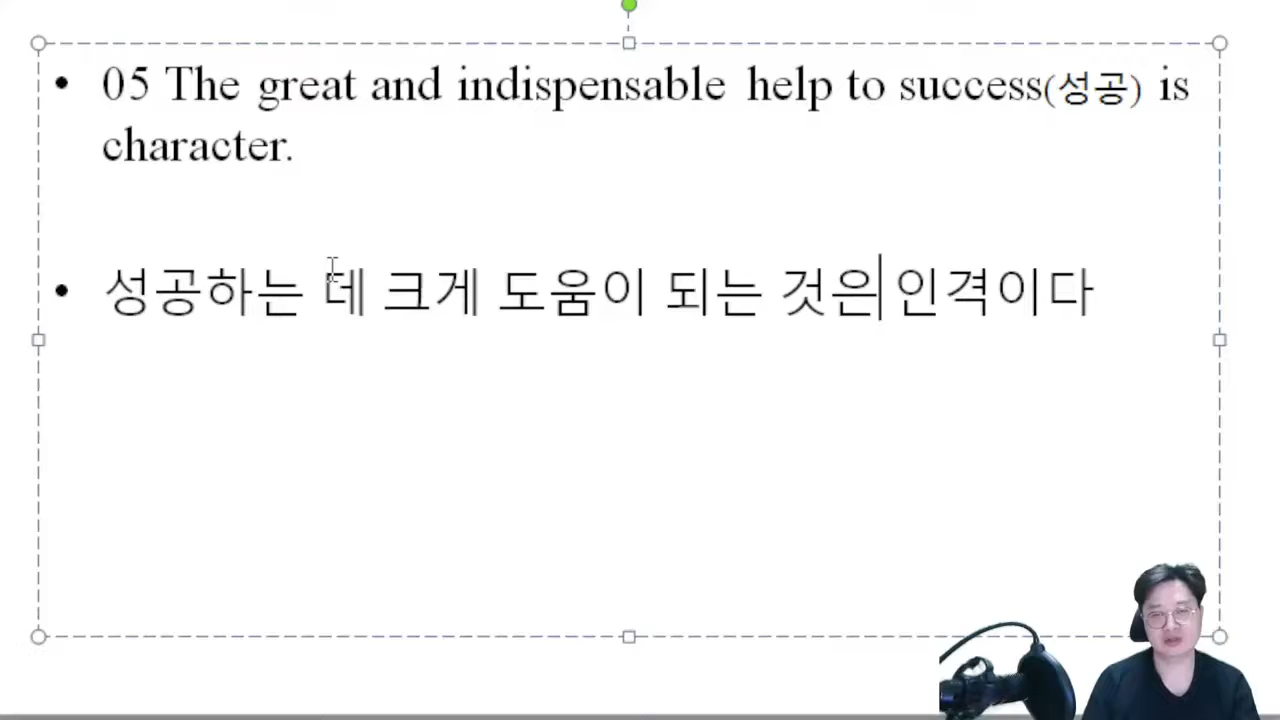 • 05 The great and indispensable help to success(성공) is
character.
• 성공하는 데 크게 도움이 되는 것은 인격이다